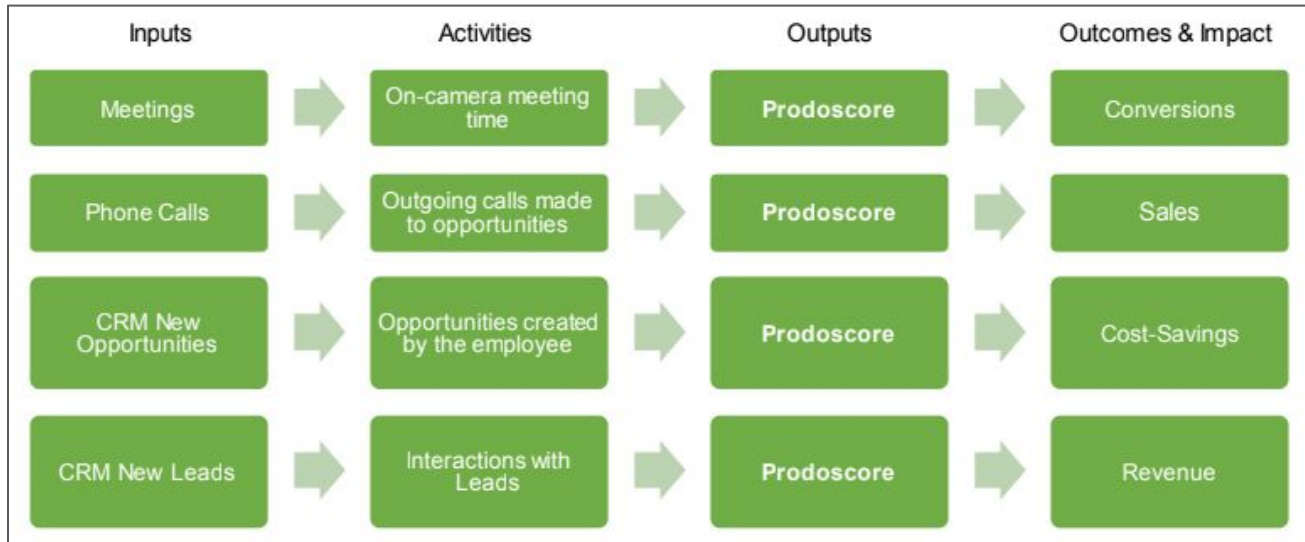 Inputs
Activities
Outputs
Outcomes & Impact
Meetings
On-camera meeting
time
Prodoscore
Conversions
Phone Calls
Outgoing calls made
to opportunities
Prodoscore
Sales
CRM New
Opportunities
Opportunities created
by the employee
Prodoscore
Cost-Savings
CRM New Leads
Interactions with
Leads
Prodoscore
Revenue